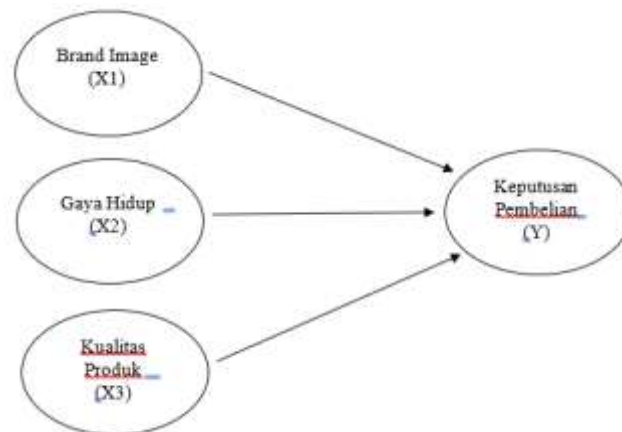 Brand Image
(X1)
Gaya Hidup
(X2)
Keputusan
Pembelian
(Y)
Kualitas
Produk
(X3)